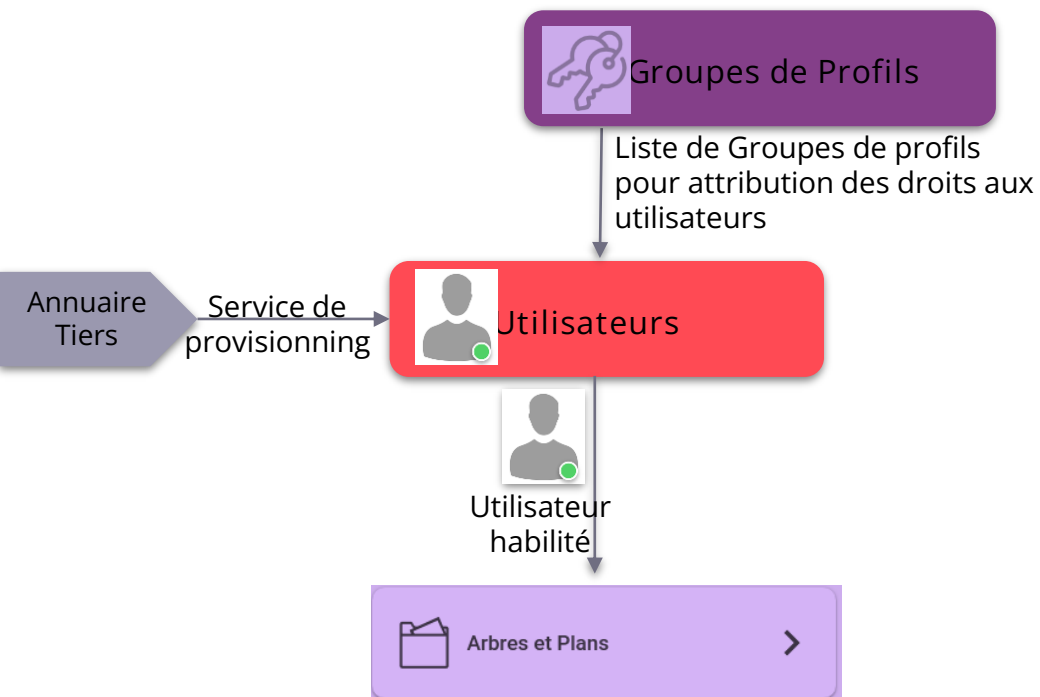 Groupes de Profils
Liste de Groupes de profils
pour attribution des droits aux
utilisateurs
Annuaire
Tiers
Service de
provisionning
Utilisateurs
Utilisateur
habilité
Arbres et Plans